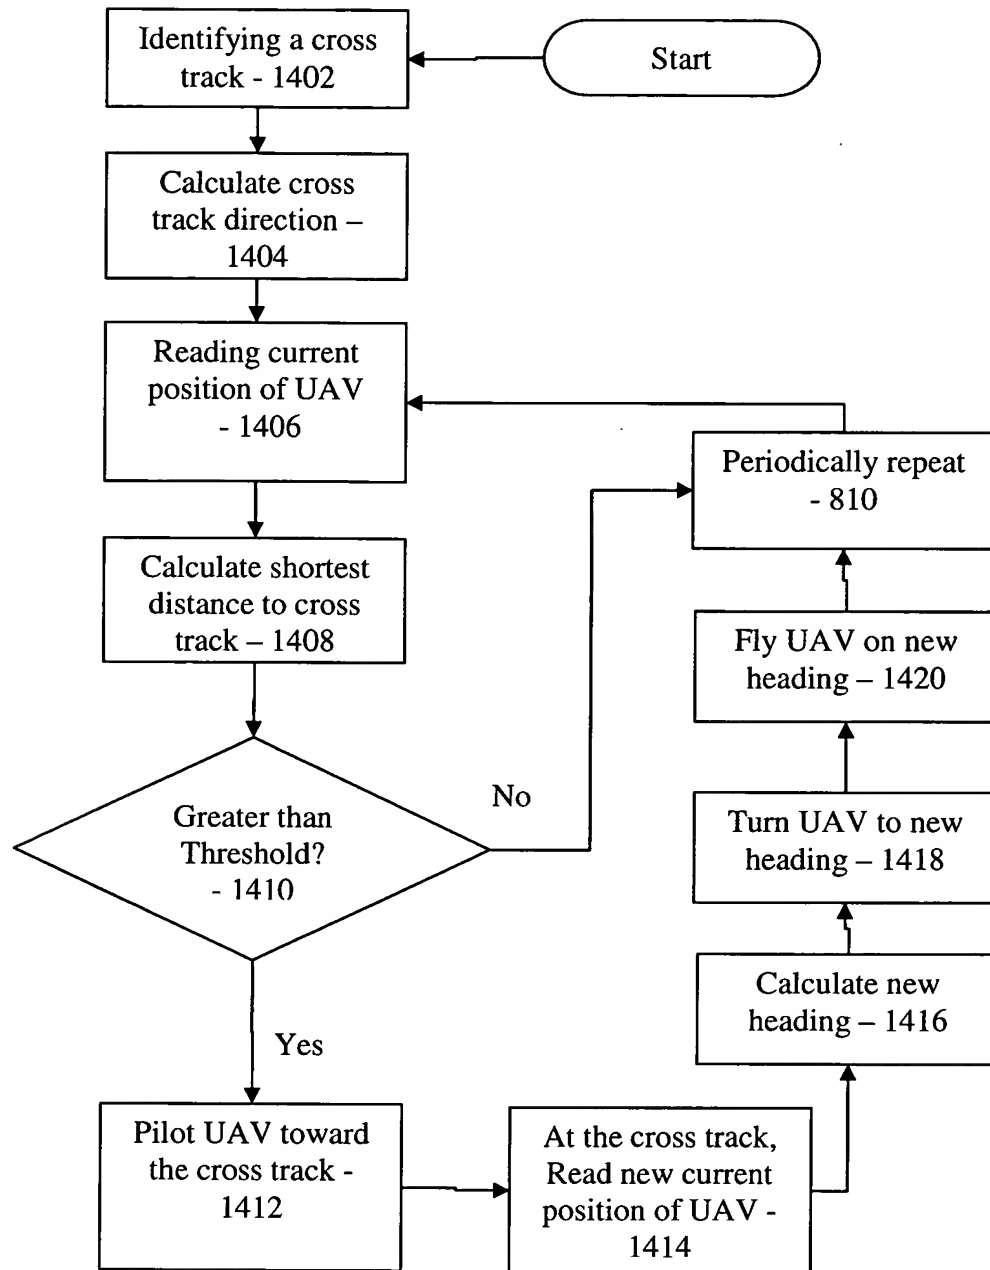 Start
Identifying a cross
track - 1402
Calculate cross
track direction –
1404
Reading current
position of UAV
- 1406
Calculate shortest
distance to cross
track – 1408
Greater than
Threshold?
- 1410
No
Yes
Pilot UAV toward
the cross track -
1412
At the cross track,
Read new current
position of UAV -
1414
Calculate new
heading – 1416
Turn UAV to new
heading – 1418
Fly UAV on new
heading – 1420
Periodically repeat
- 810